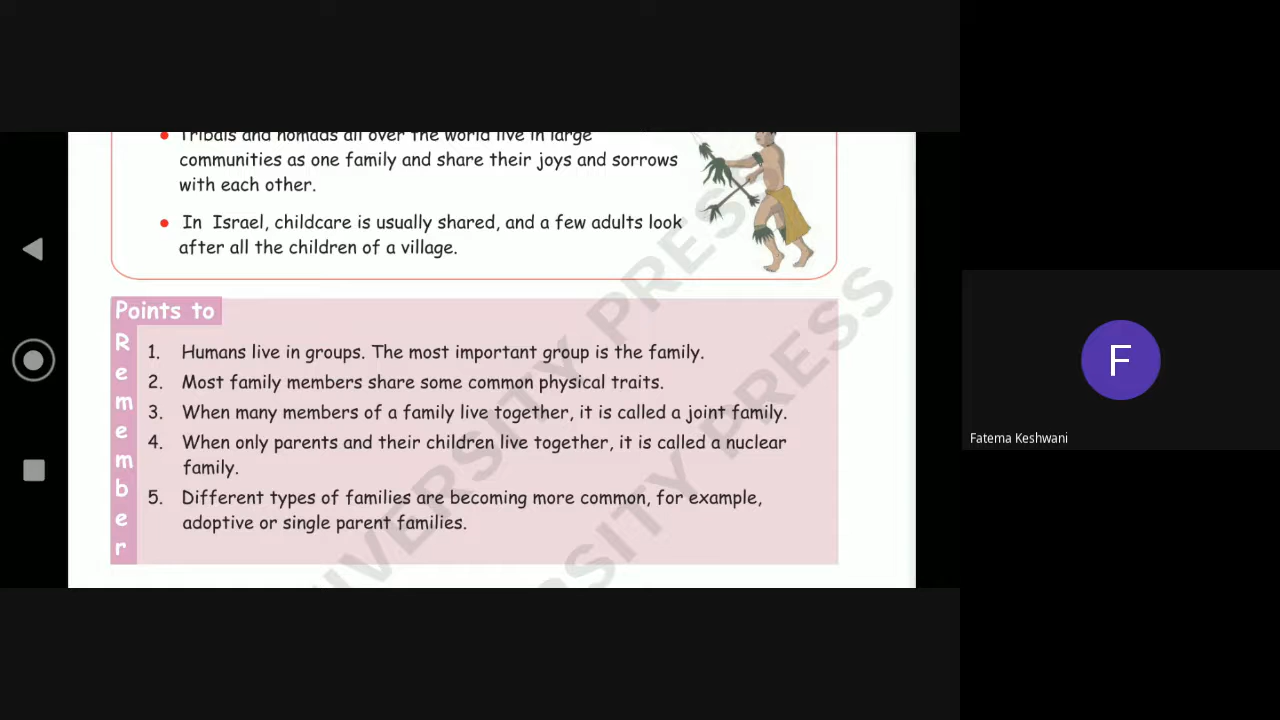 Tribals and nomads all over the world live in large
communities as one family and share their joys and sorrows
with each other.
In Israel, childcare is usually shared, and a few adults look
after all the children of a village.
Points to
Remember
1. Humans live in groups. The most important group is the family.
2. Most family members share some common physical traits.
3. When many members of a family live together, it is called a joint family.
4. When only parents and their children live together, it is called a nuclear
family.
5. Different types of families are becoming more common, for example,
adoptive or single parent families.
UNIVERSITY PRESS
ERSITY PRESS
F
Fatema Keshwani